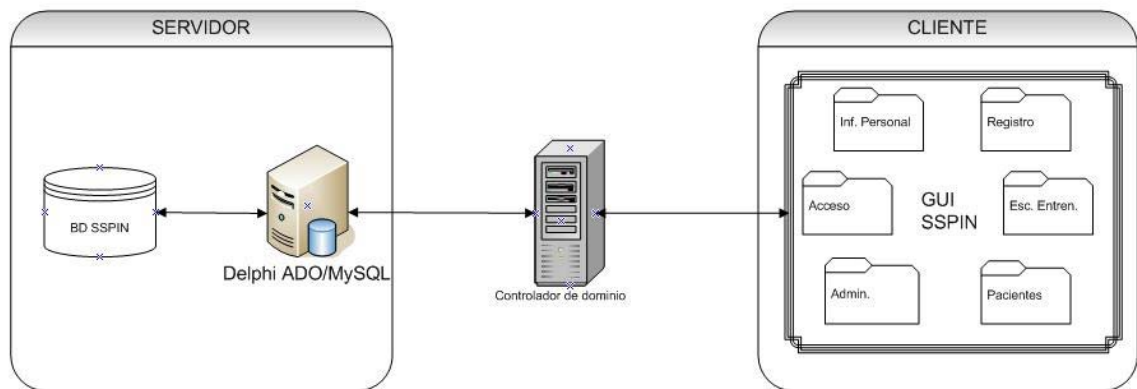 SERVIDOR
CLIENTE
BD SSPIN
Delphi ADO/MySQL
Controlador de dominio
Inf. Personal
Registro
Acceso
GUI
SSPIN
Esc. Entren.
Admin.
Pacientes